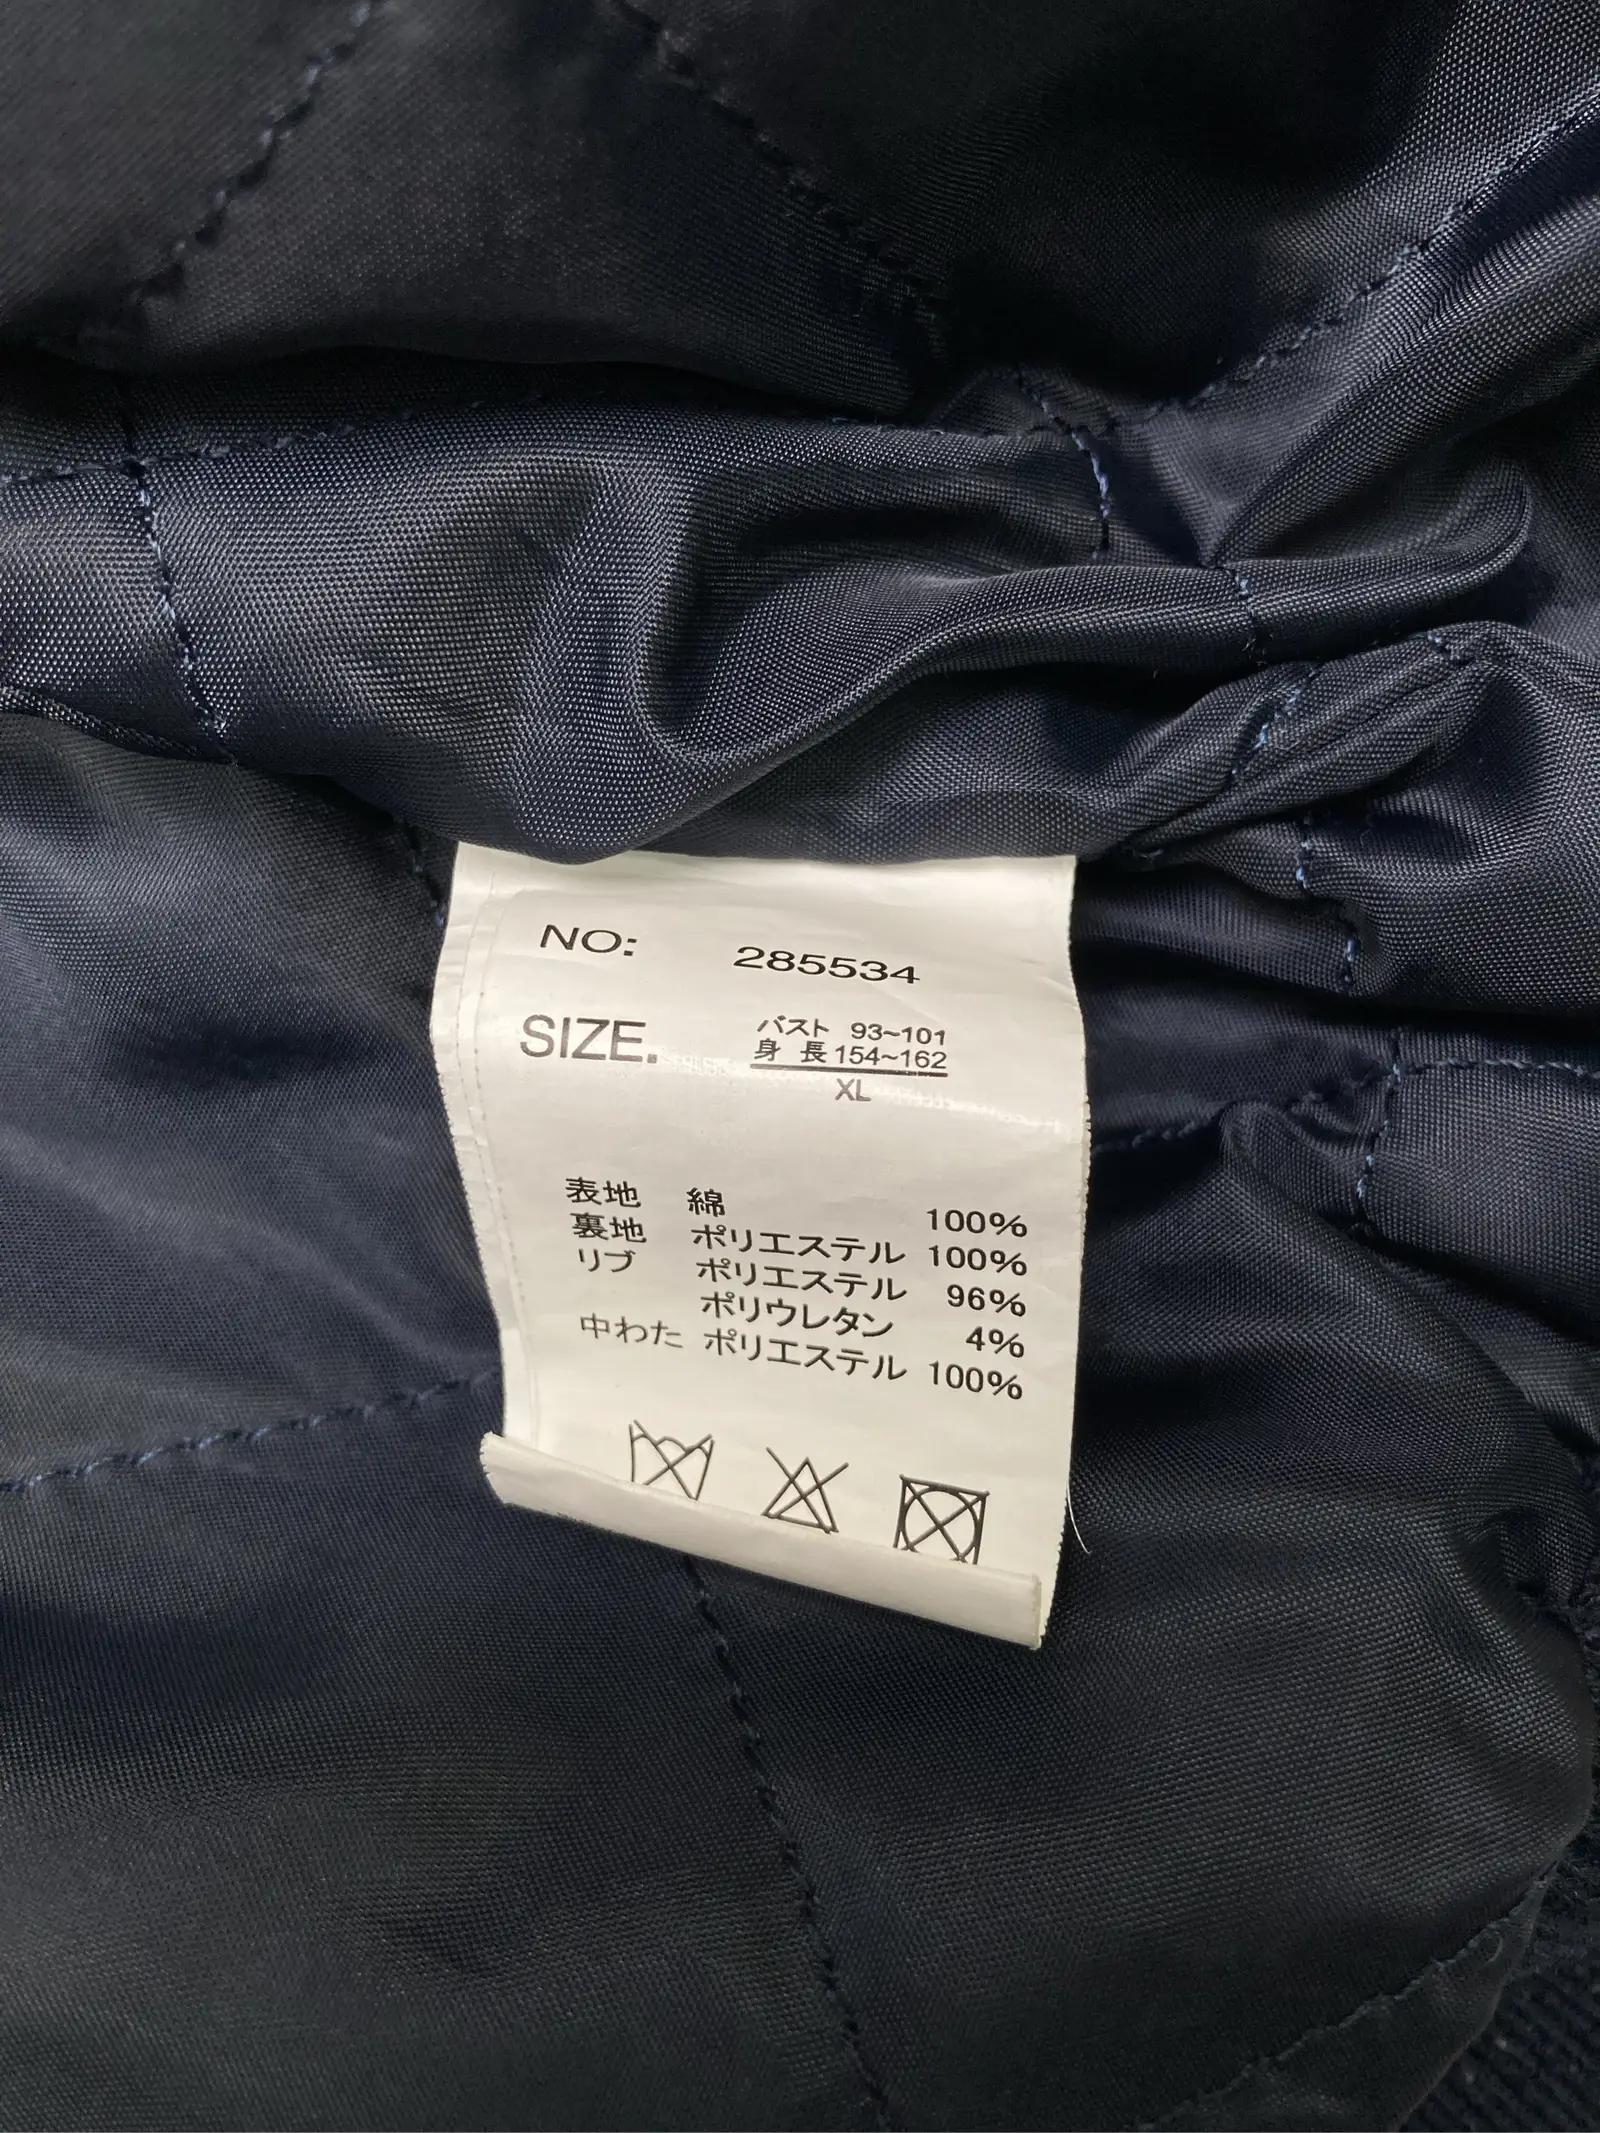 NO: 285534
SIZE. バスト 93~101
身 長 154~162
XL
表地 綿 100%
裏地 ポリエステル 100%
リブ ポリエステル 96%
ポリウレタン 4%
中わた ポリエステル 100%